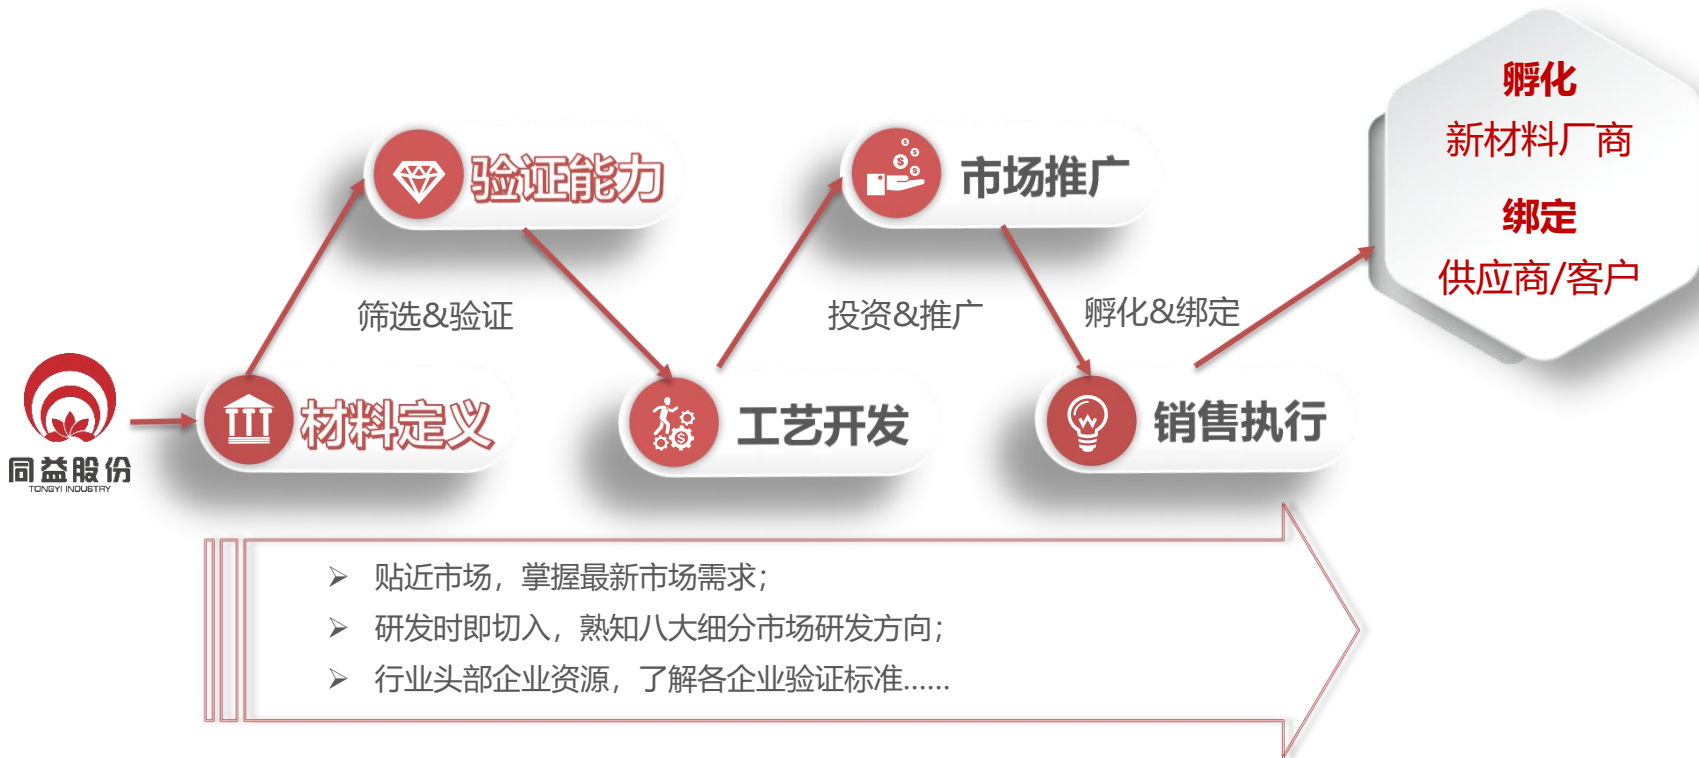 孵化
新材料厂商
绑定
供应商/客户
验证能力
市场推广
筛选&验证
投资&推广
孵化&绑定
同益股份
TONGYI INDUSTRY
材料定义
工艺开发
销售执行
贴近市场，掌握最新市场需求；
研发时即切入，熟知八大细分市场研发方向；
行业头部企业资源，了解各企业验证标准......